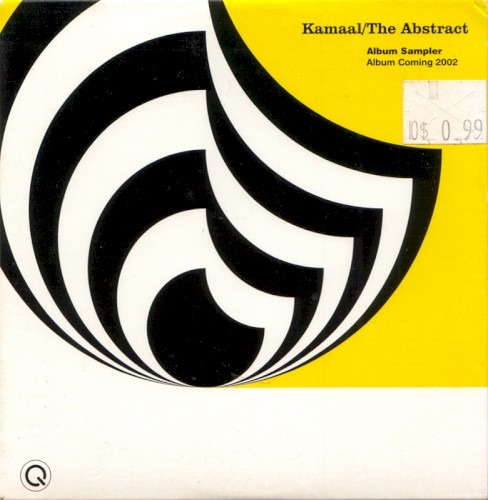 Kamaal/The Abstract
Album Sampler
Album Coming 2002
10$ 0.99
Q